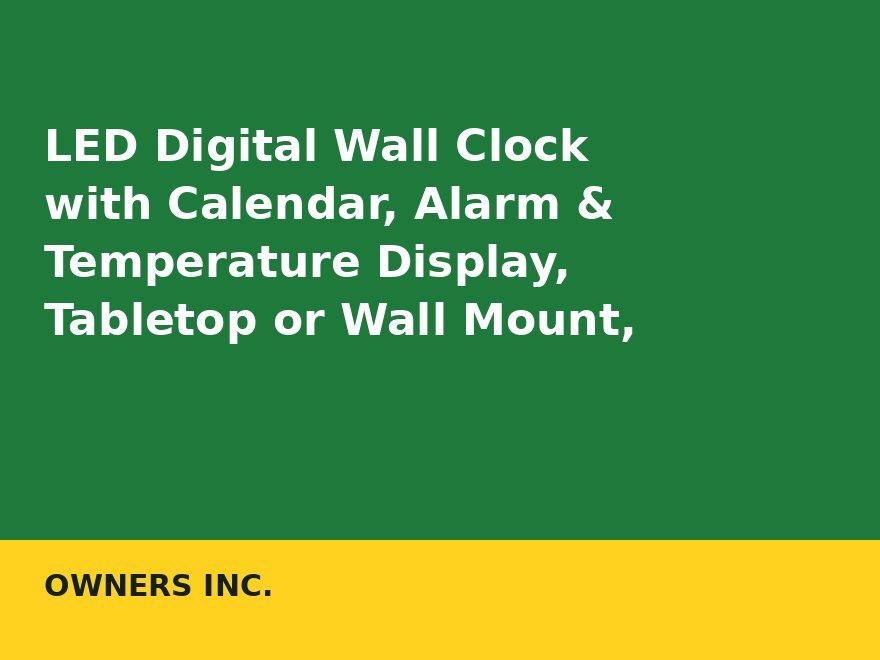 LED Digital Wall Clock
with Calendar, Alarm &
Temperature Display,
Tabletop or Wall Mount,
OWNERS INC.